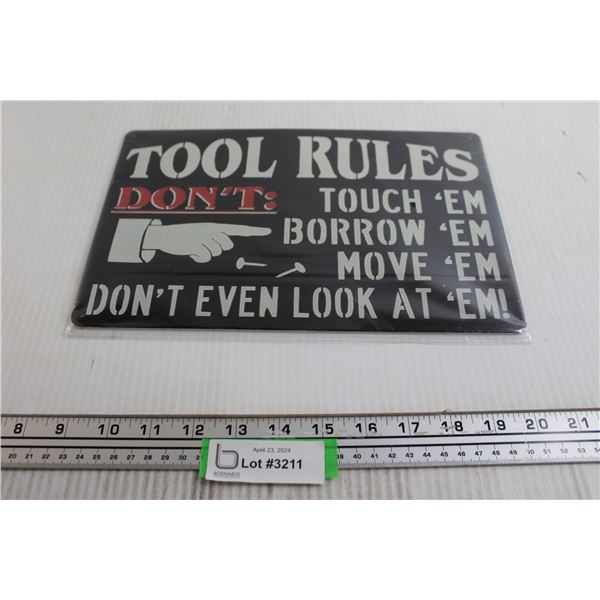 TOOL RULES
DON'T: TOUCH 'EM
BORROW 'EM
MOVE 'EM
DON'T EVEN LOOK AT 'EM!
8 9 10 11 12 13 14 15 16 17 18 19 20 21
April 23, 2024
Lot #3211